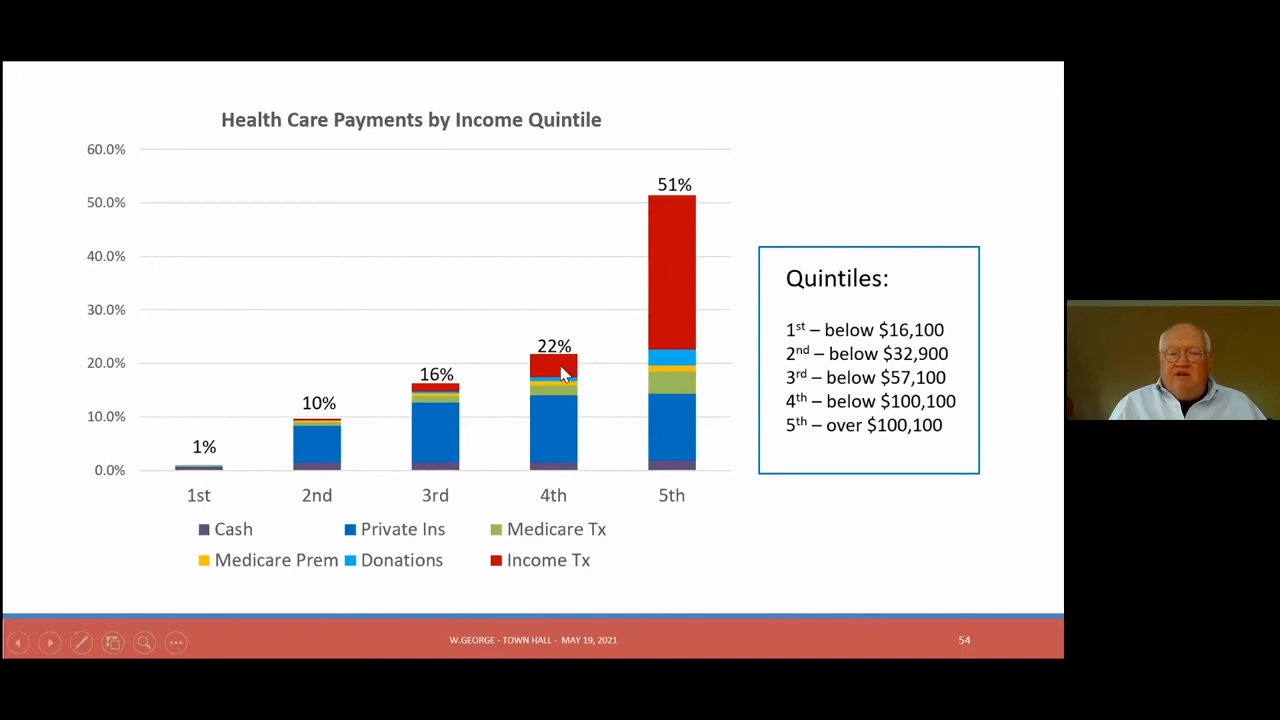 Health Care Payments by Income Quintile
60.0%
50.0%
40.0%
30.0%
20.0%
10.0%
0.0%
1%
10%
16%
22%
51%
1st
2nd
3rd
4th
5th
Cash
Private Ins
Medicare Tx
Medicare Prem
Donations
Income Tx
Quintiles:
1st – below $16,100
2nd – below $32,900
3rd – below $57,100
4th – below $100,100
5th – over $100,100
W.GEORGE - TOWN HALL - MAY 19, 2021
54